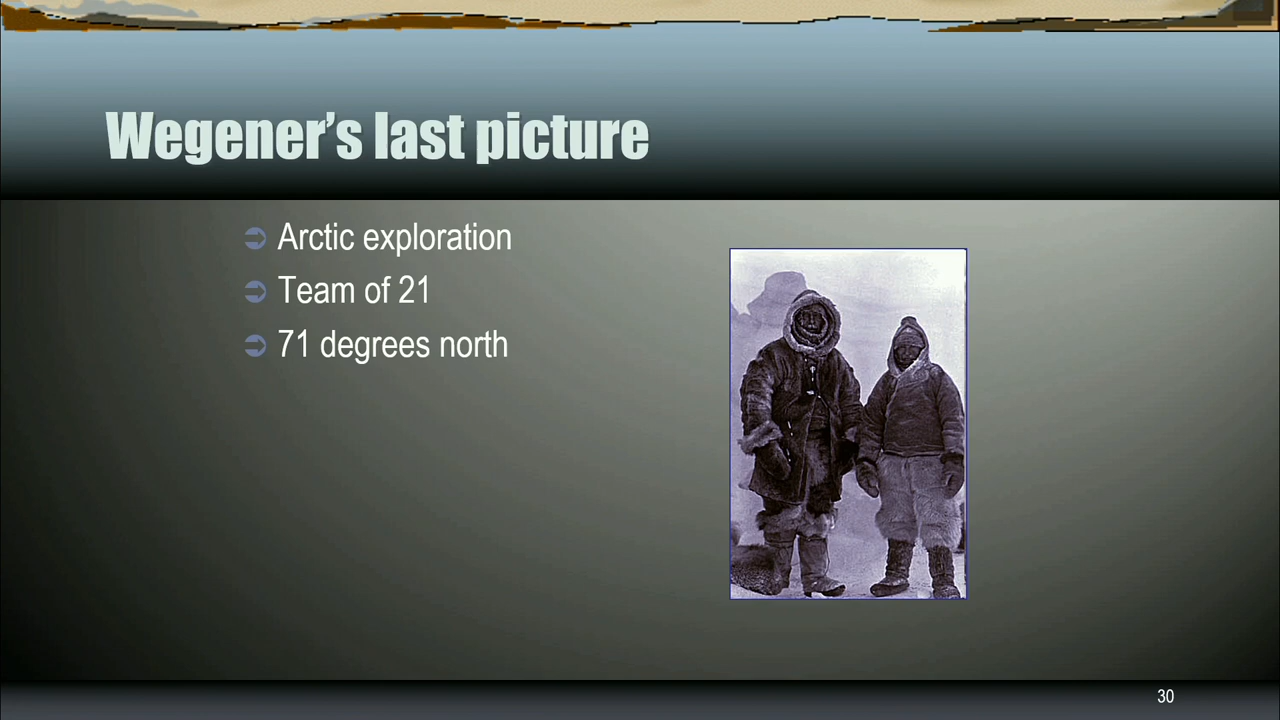 Wegener’s last picture
Arctic exploration
Team of 21
71 degrees north
30